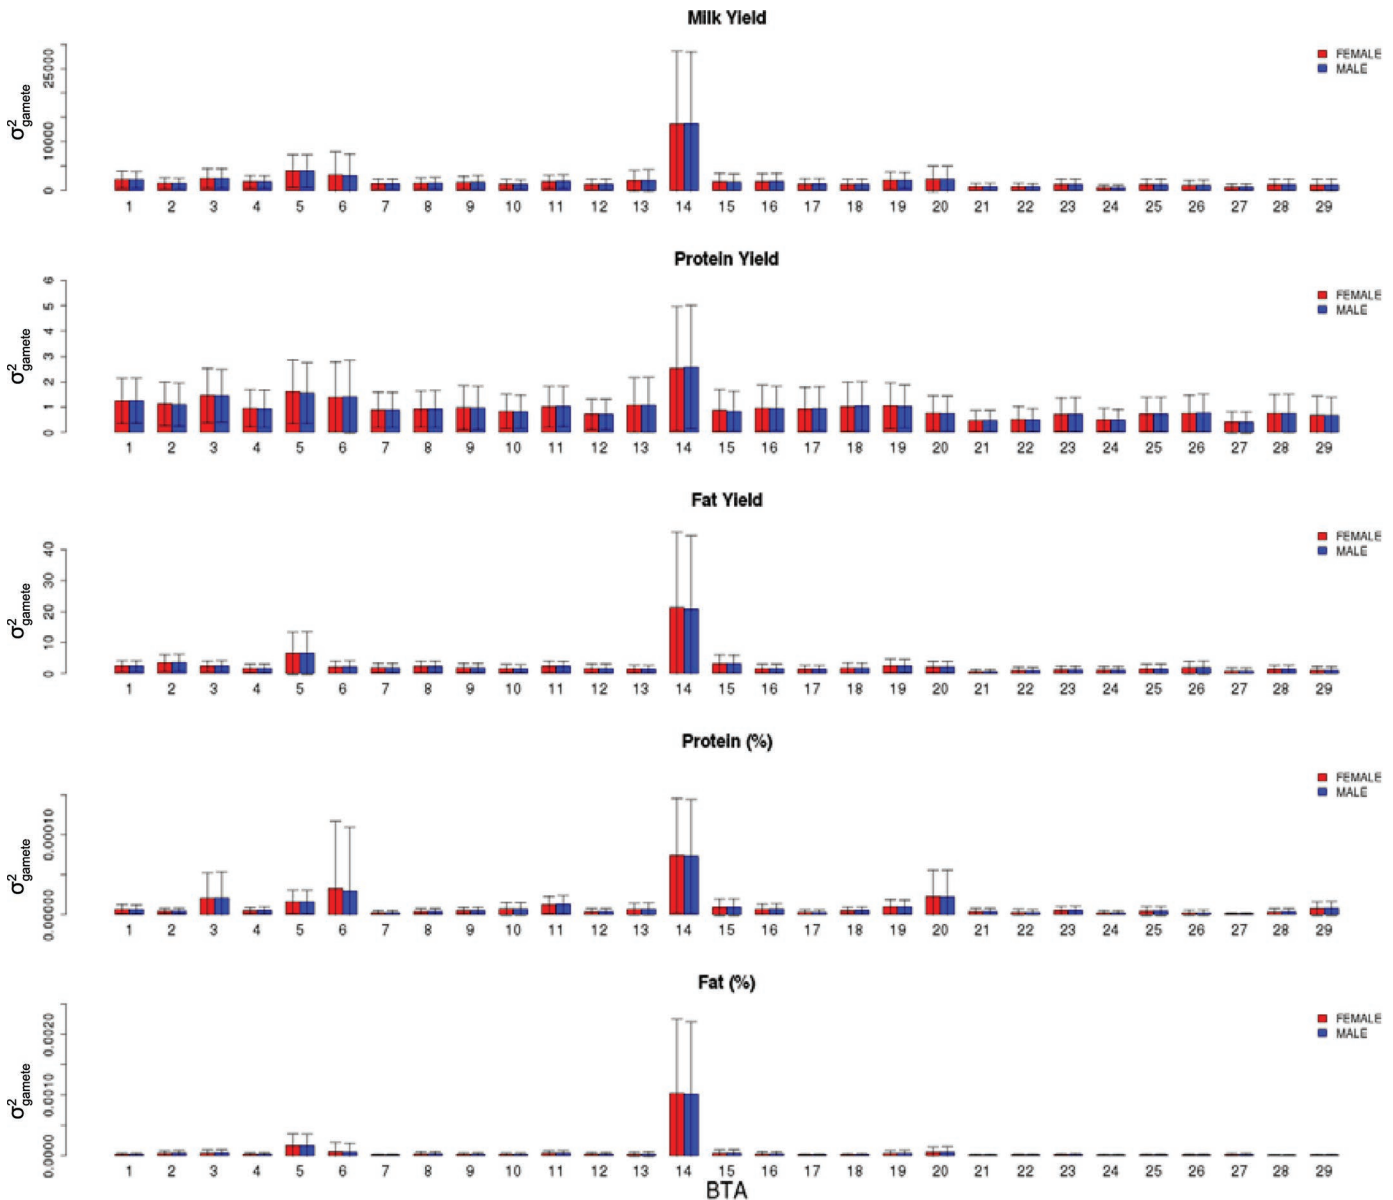 Milk Yield
σ²gamete
0 10000 25000
FEMALE
MALE
1 2 3 4 5 6 7 8 9 10 11 12 13 14 15 16 17 18 19 20 21 22 23 24 25 26 27 28 29
Protein Yield
σ²gamete
0 1 2 3 4 5 6
FEMALE
MALE
1 2 3 4 5 6 7 8 9 10 11 12 13 14 15 16 17 18 19 20 21 22 23 24 25 26 27 28 29
Fat Yield
σ²gamete
0 10 20 30 40
FEMALE
MALE
1 2 3 4 5 6 7 8 9 10 11 12 13 14 15 16 17 18 19 20 21 22 23 24 25 26 27 28 29
Protein (%)
σ²gamete
0.00000 0.00010
FEMALE
MALE
1 2 3 4 5 6 7 8 9 10 11 12 13 14 15 16 17 18 19 20 21 22 23 24 25 26 27 28 29
Fat (%)
σ²gamete
0.0000 0.0010 0.0020
FEMALE
MALE
1 2 3 4 5 6 7 8 9 10 11 12 13 14 15 16 17 18 19 20 21 22 23 24 25 26 27 28 29
BTA